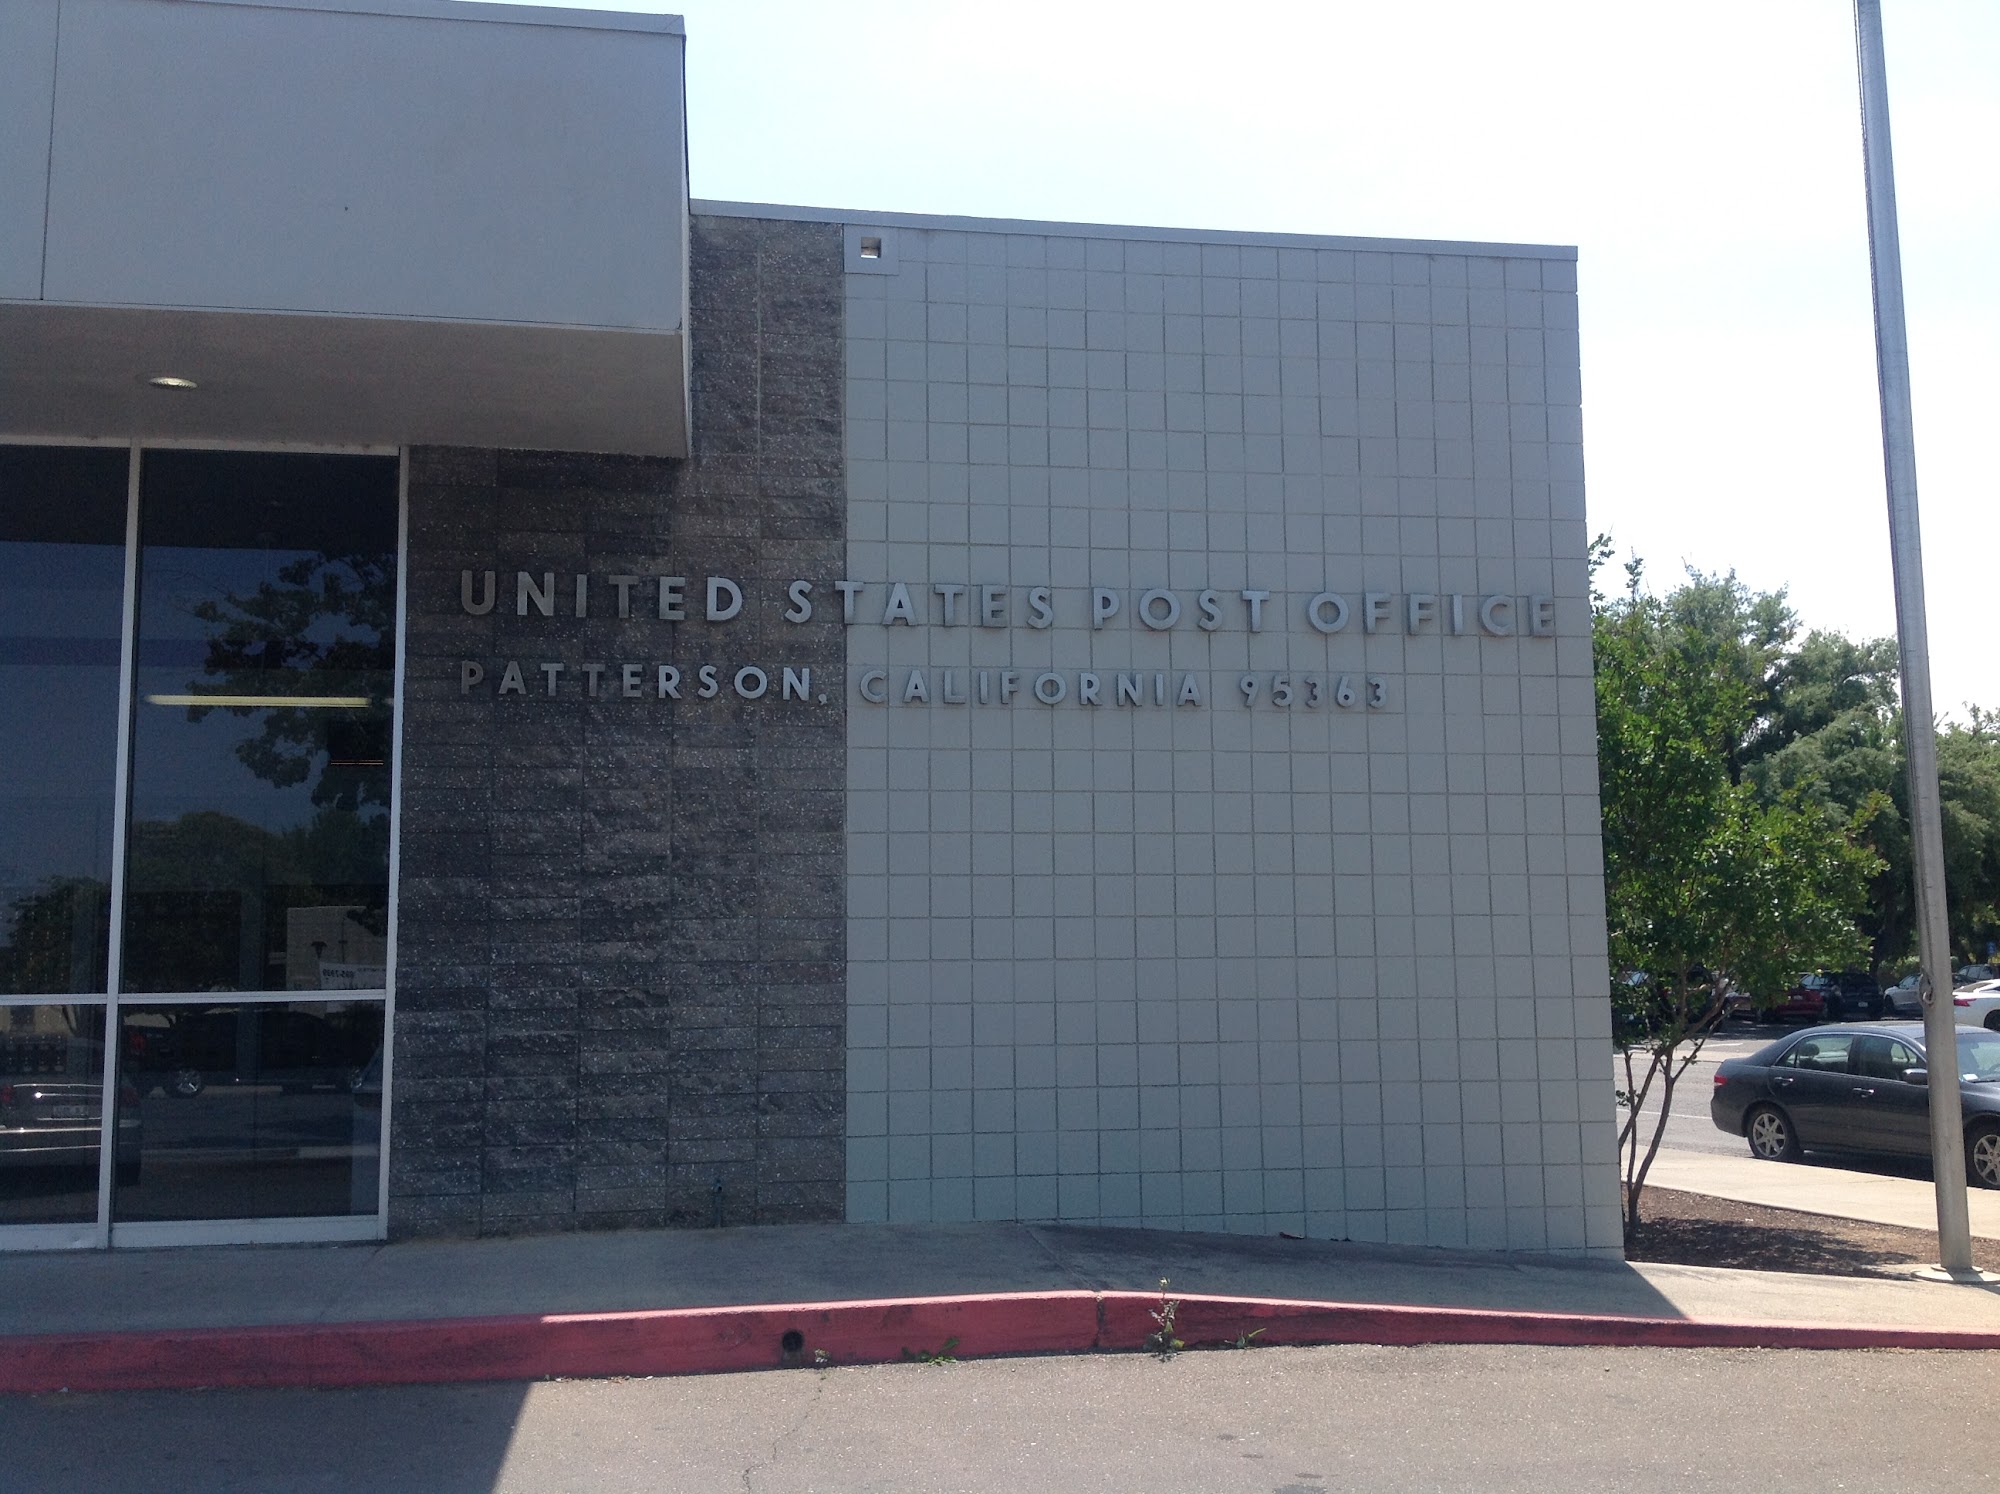 UNITED STATES POST OFFICE
PATTERSON, CALIFORNIA 95363